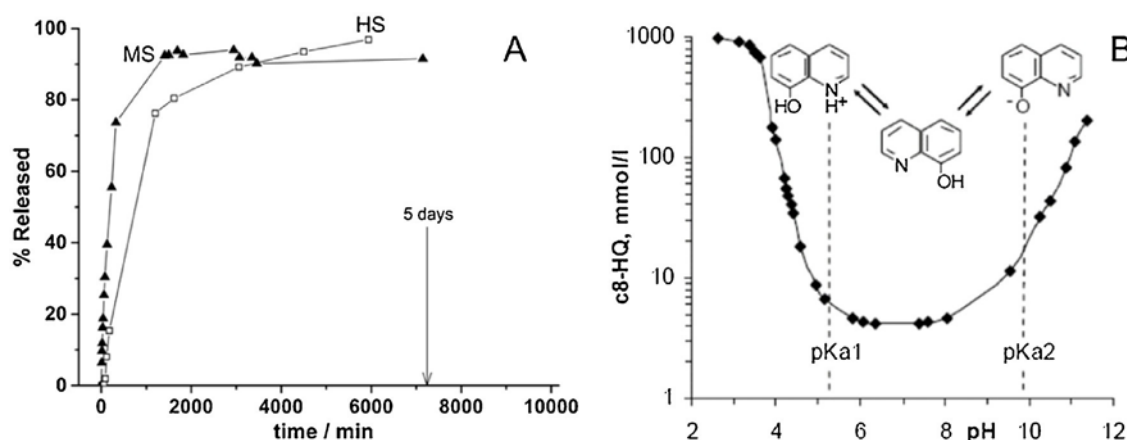 A
MS
HS
% Released
100
80
60
40
20
0
5 days
0
2000
4000
6000
8000
10000
time / min
B
c8-HQ, mmol/l
1000
100
10
1
HO
N
H+
N
OH
-O
N
pKa1
pKa2
2
4
6
8
pH
10
12